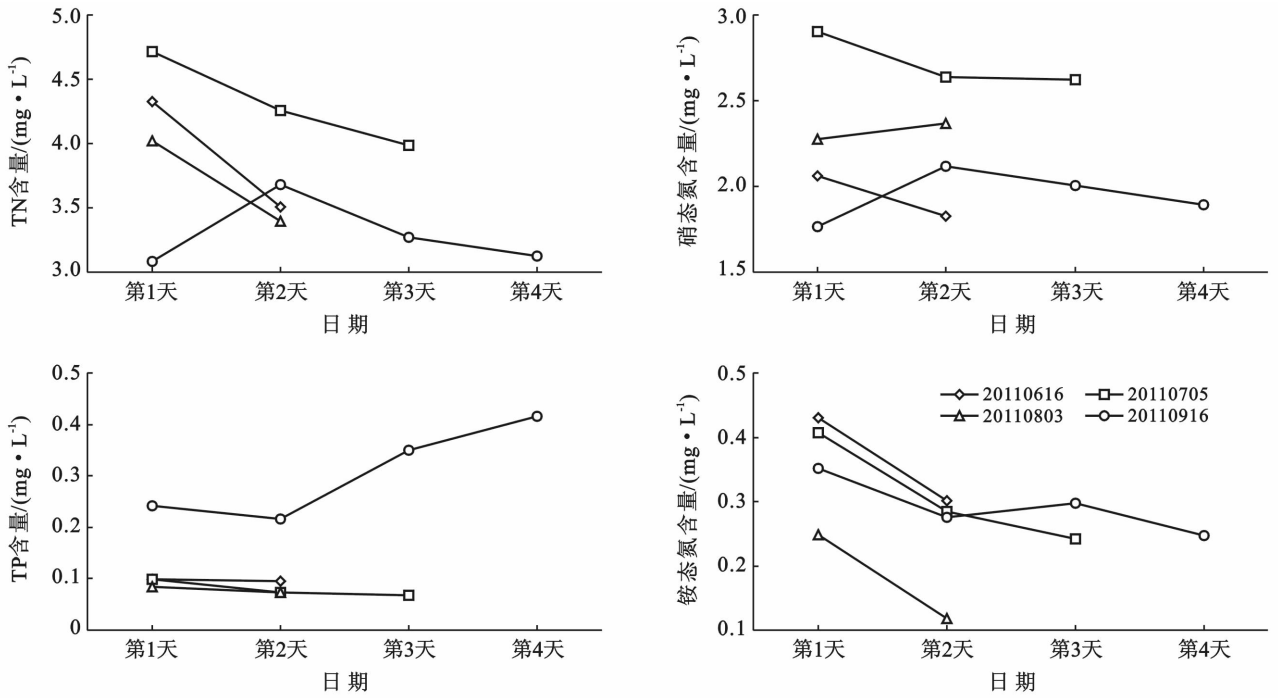 TN含量/(mg·L⁻¹)
5.0
4.5
4.0
3.5
3.0
第1天 第2天 第3天 第4天
日期
硝态氮含量/(mg·L⁻¹)
3.0
2.5
2.0
1.5
第1天 第2天 第3天 第4天
日期
TP含量/(mg·L⁻¹)
0.5
0.4
0.3
0.2
0.1
0
第1天 第2天 第3天 第4天
日期
铵态氮含量/(mg·L⁻¹)
0.5
0.4
0.3
0.2
0.1
20110616 20110705
20110803 20110916
第1天 第2天 第3天 第4天
日期